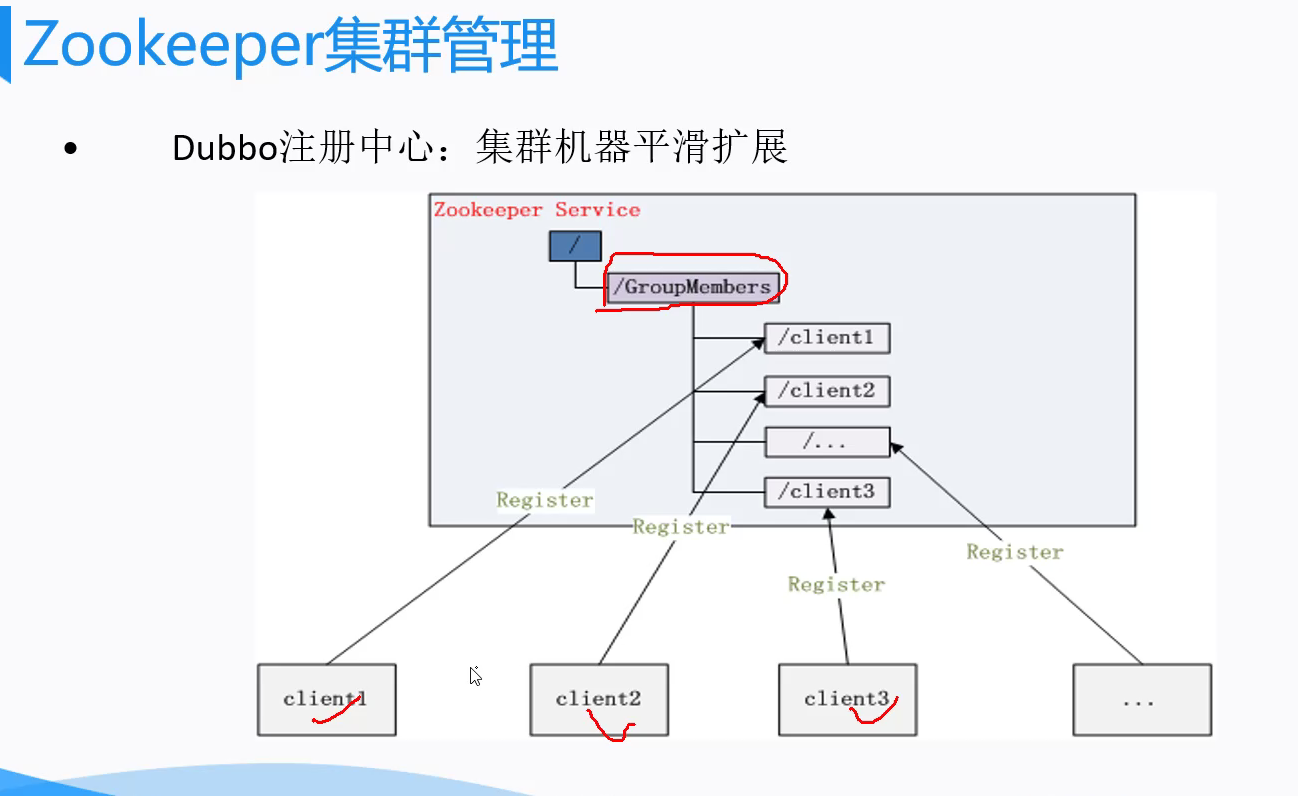 Zookeeper集群管理
• Dubbo注册中心：集群机器平滑扩展
Zookeeper Service
/
/GroupMembers
/client1
/client2
/...
/client3
Register
Register
Register
Register
client1
client2
client3
...